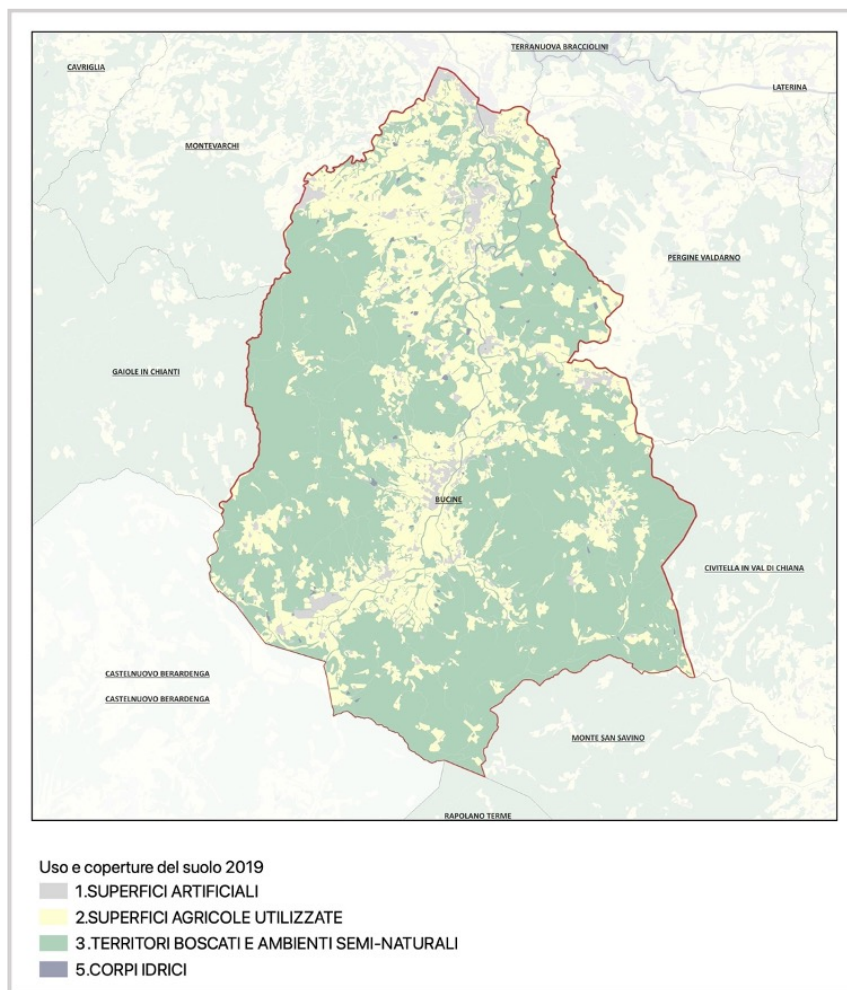 TERRANUOVA BRACCIOLINI
CAVRIGLIA
LATERINA
MONTEVARCHI
PERGINE VALDARNO
GAIOLE IN CHIANTI
BUCINE
CIVITELLA IN VAL DI CHIANA
CASTELNUOVO BERARDENGA
CASTELNUOVO BERARDENGA
MONTE SAN SAVINO
RAPOLANO TERME
Uso e coperture del suolo 2019
1.SUPERFICI ARTIFICIALI
2.SUPERFICI AGRICOLE UTILIZZATE
3.TERRITORI BOSCATI E AMBIENTI SEMI-NATURALI
5.CORPI IDRICI